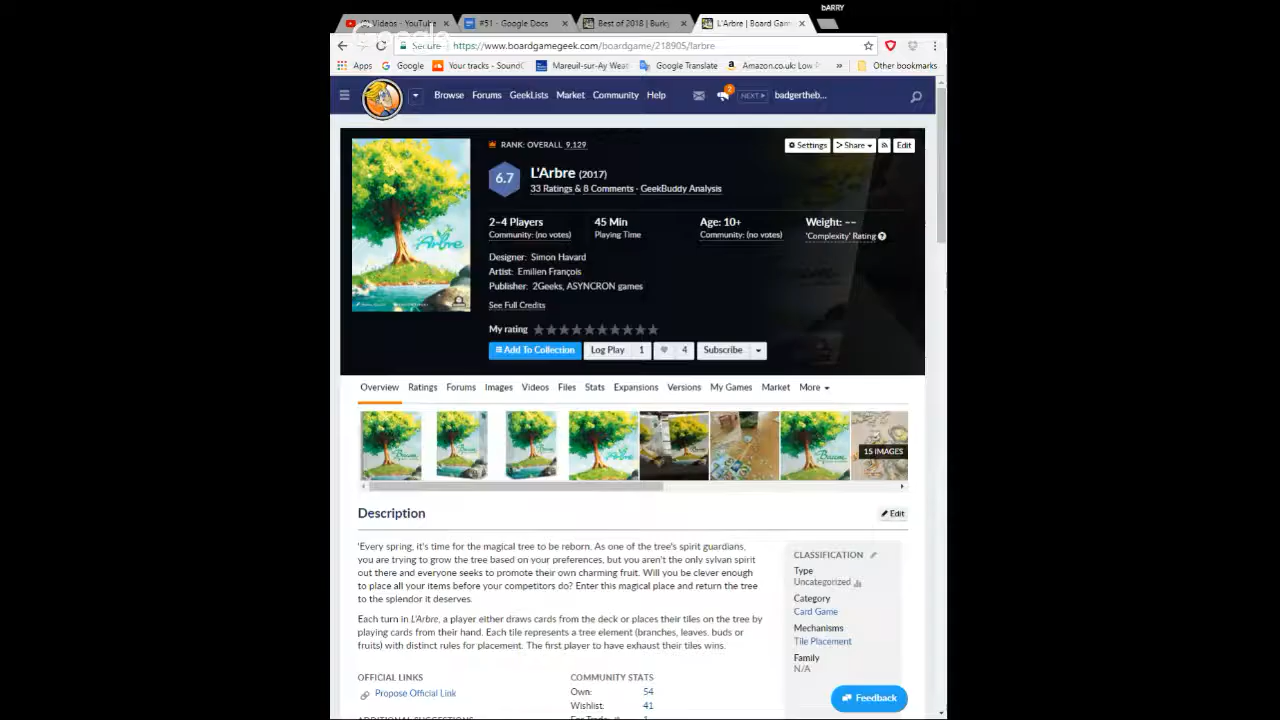 bARRY
Videos - YouTube
#51 - Google Docs
Best of 2018 | Burky
L'Arbre | Board Gam
Google
Secure
https://www.boardgamegeek.com/boardgame/218905/larbre
Apps
Google
Your tracks - SoundC
Mareuil-sur-Ay Weat
Google Translate
Amazon.co.uk: Low P
»
Other bookmarks
Browse
Forums
GeekLists
Market
Community
Help
2
NEXT
badgertheb...
RANK: OVERALL 9,129
Settings
Share
Edit
6.7
L'Arbre (2017)
33 Ratings & 8 Comments · GeekBuddy Analysis
2–4 Players
45 Min
Age: 10+
Weight: --
Community: (no votes)
Playing Time
Community: (no votes)
'Complexity' Rating
Arbre
Designer: Simon Havard
Artist: Emilien François
Publisher: 2Geeks, ASYNCRON games
See Full Credits
My rating
Add To Collection
Log Play 1
4
Subscribe
Overview
Ratings
Forums
Images
Videos
Files
Stats
Expansions
Versions
My Games
Market
More
15 IMAGES
Description
Edit
'Every spring, it's time for the magical tree to be reborn. As one of the tree's spirit guardians,
you are trying to grow the tree based on your preferences, but you aren't the only sylvan spirit
out there and everyone seeks to promote their own charming fruit. Will you be clever enough
to place all your items before your competitors do? Enter this magical place and return the tree
to the splendor it deserves.
Each turn in L'Arbre, a player either draws cards from the deck or places their tiles on the tree by
playing cards from their hand. Each tile represents a tree element (branches, leaves, buds or
fruits) with distinct rules for placement. The first player to have exhaust their tiles wins.
CLASSIFICATION
Type
Uncategorized
Category
Card Game
Mechanisms
Tile Placement
Family
N/A
OFFICIAL LINKS
Propose Official Link
COMMUNITY STATS
Own: 54
Wishlist: 41
Feedback